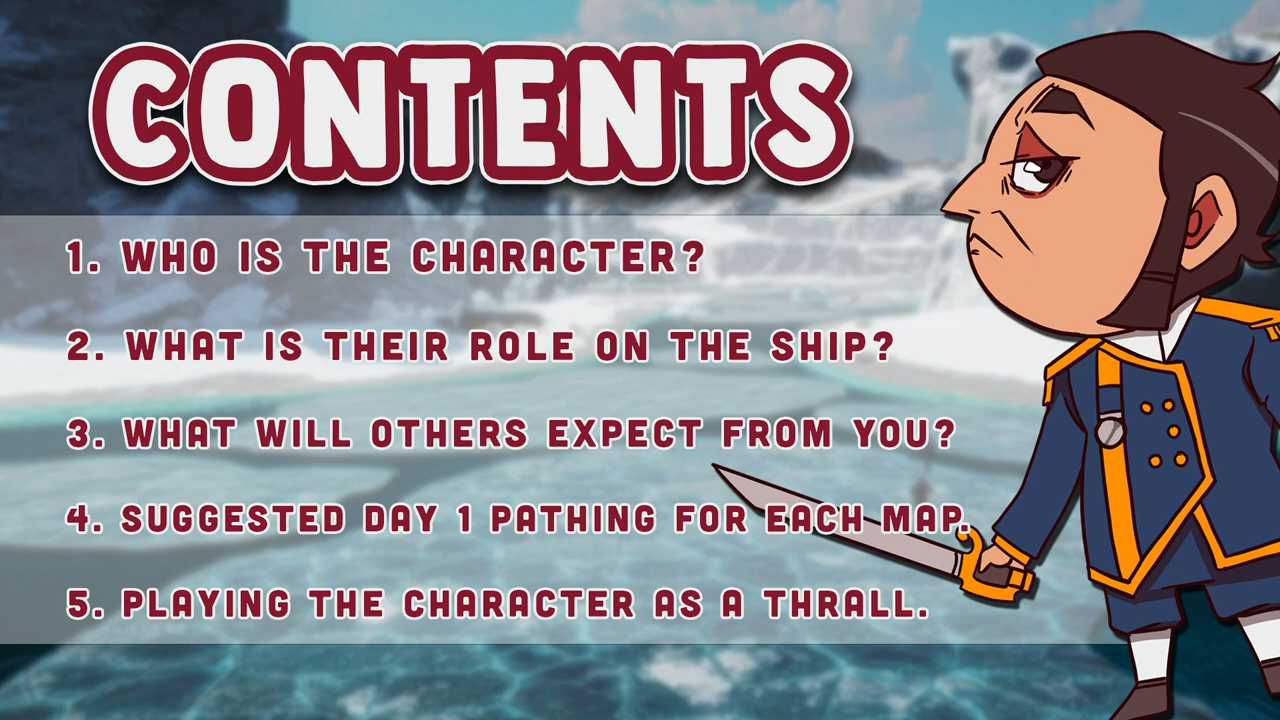 CONTENTS
1. WHO IS THE CHARACTER?
2. WHAT IS THEIR ROLE ON THE SHIP?
3. WHAT WILL OTHERS EXPECT FROM YOU?
4. SUGGESTED DAY 1 PATHING FOR EACH MAP.
5. PLAYING THE CHARACTER AS A THRALL.